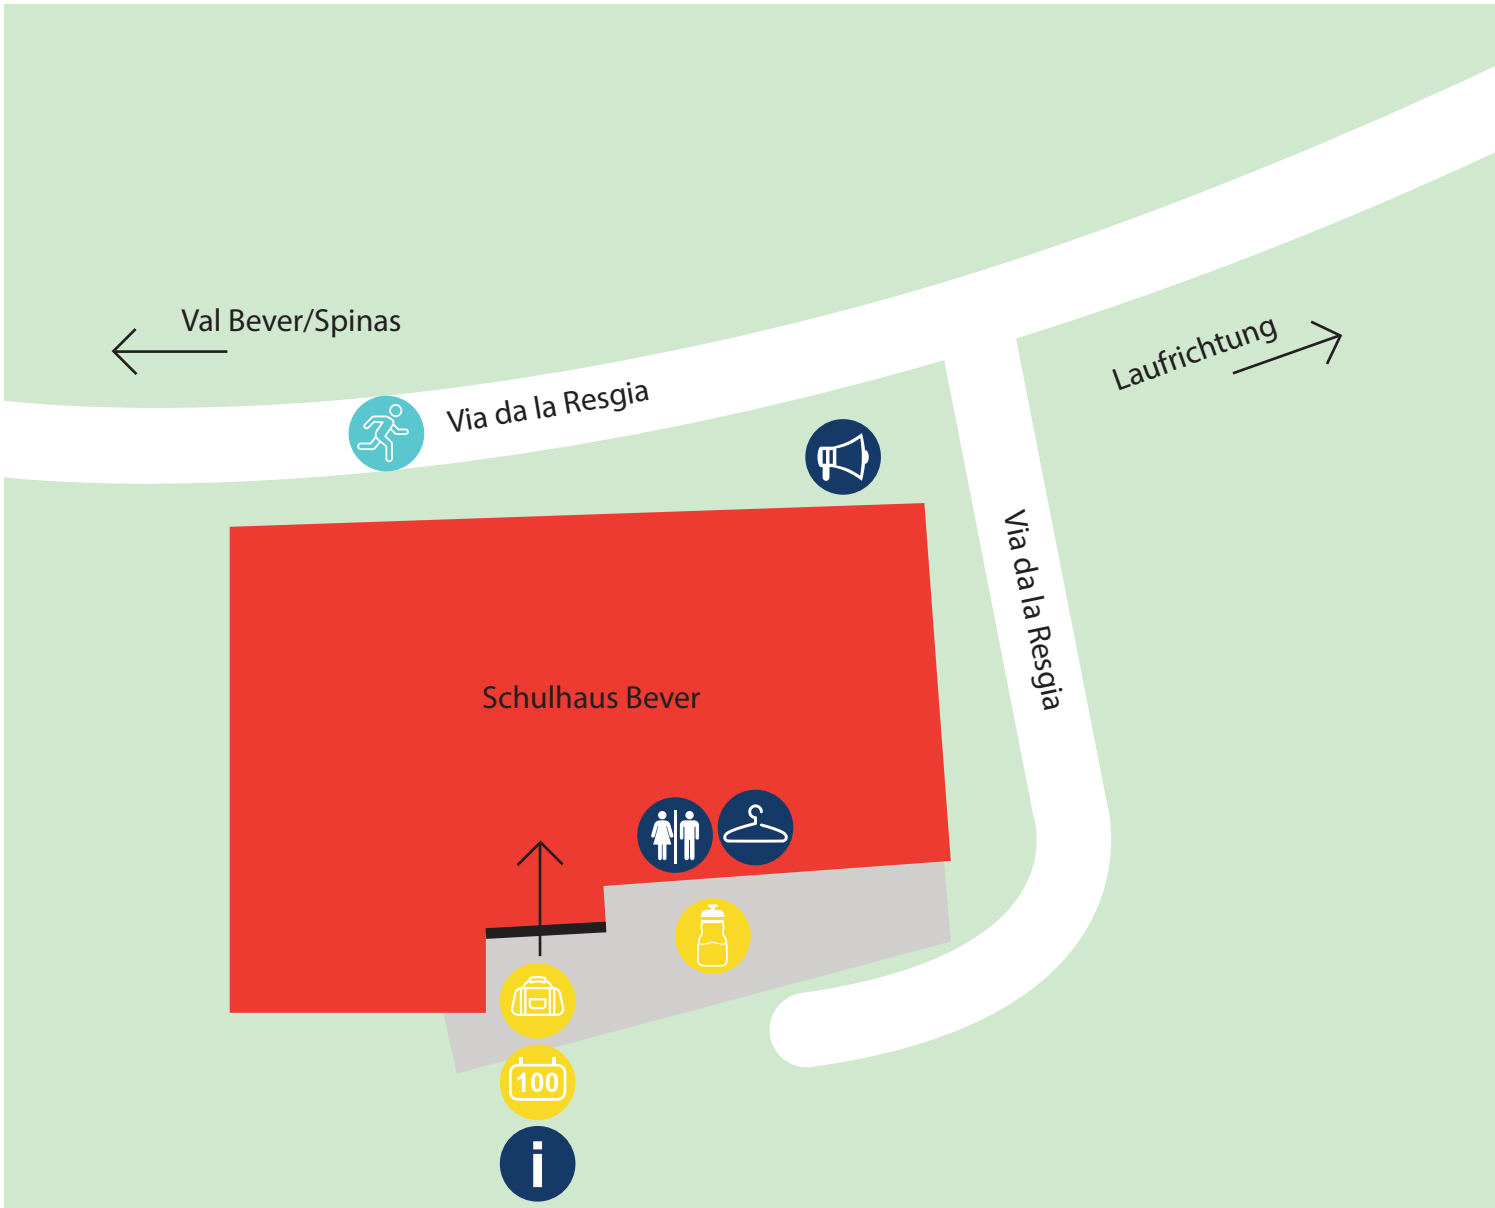 Val Bever/Spinas
Laufrichtung
Via da la Resgia
Via da la Resgia
Schulhaus Bever
100
i